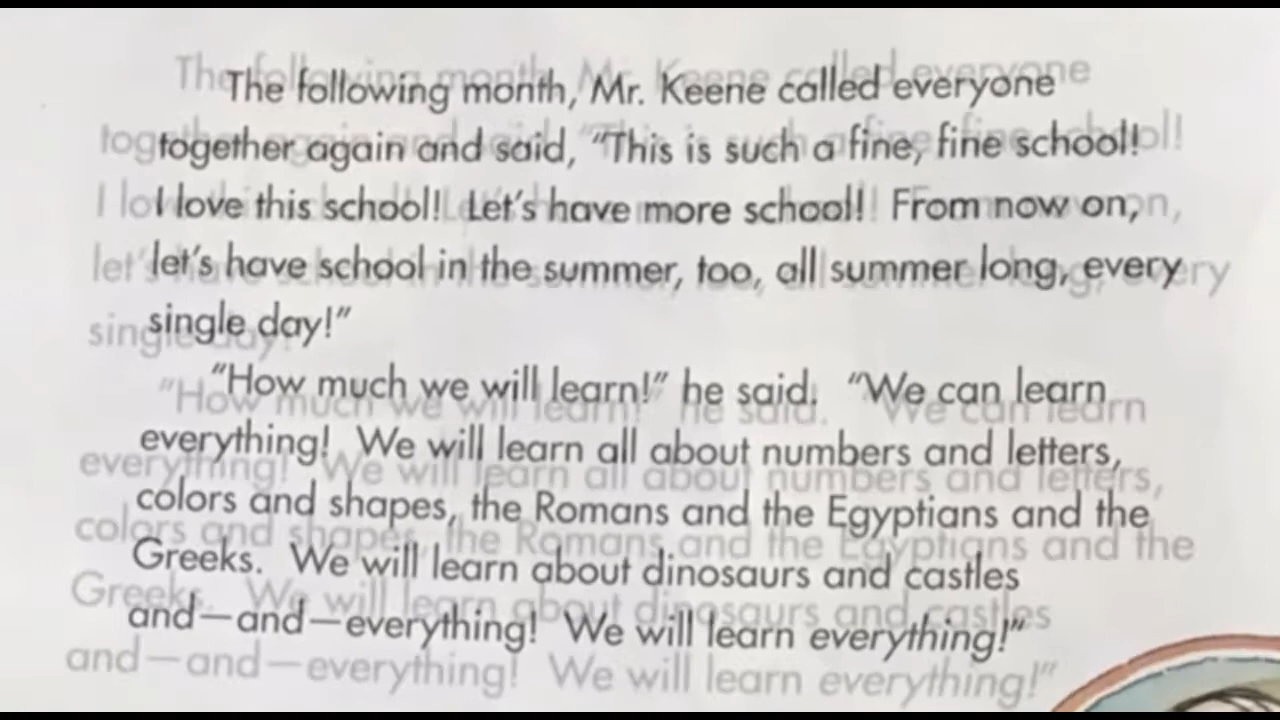 The following month, Mr. Keene called everyone
together again and said, “This is such a fine, fine school!
I love this school!  Let’s have more school!  From now on,
let’s have school in the summer, too, all summer long, every
single day!”
“How much we will learn!” he said.  “We can learn
everything!  We will learn all about numbers and letters,
colors and shapes, the Romans and the Egyptians and the
Greeks.  We will learn about dinosaurs and castles
and—and—everything!  We will learn everything!”